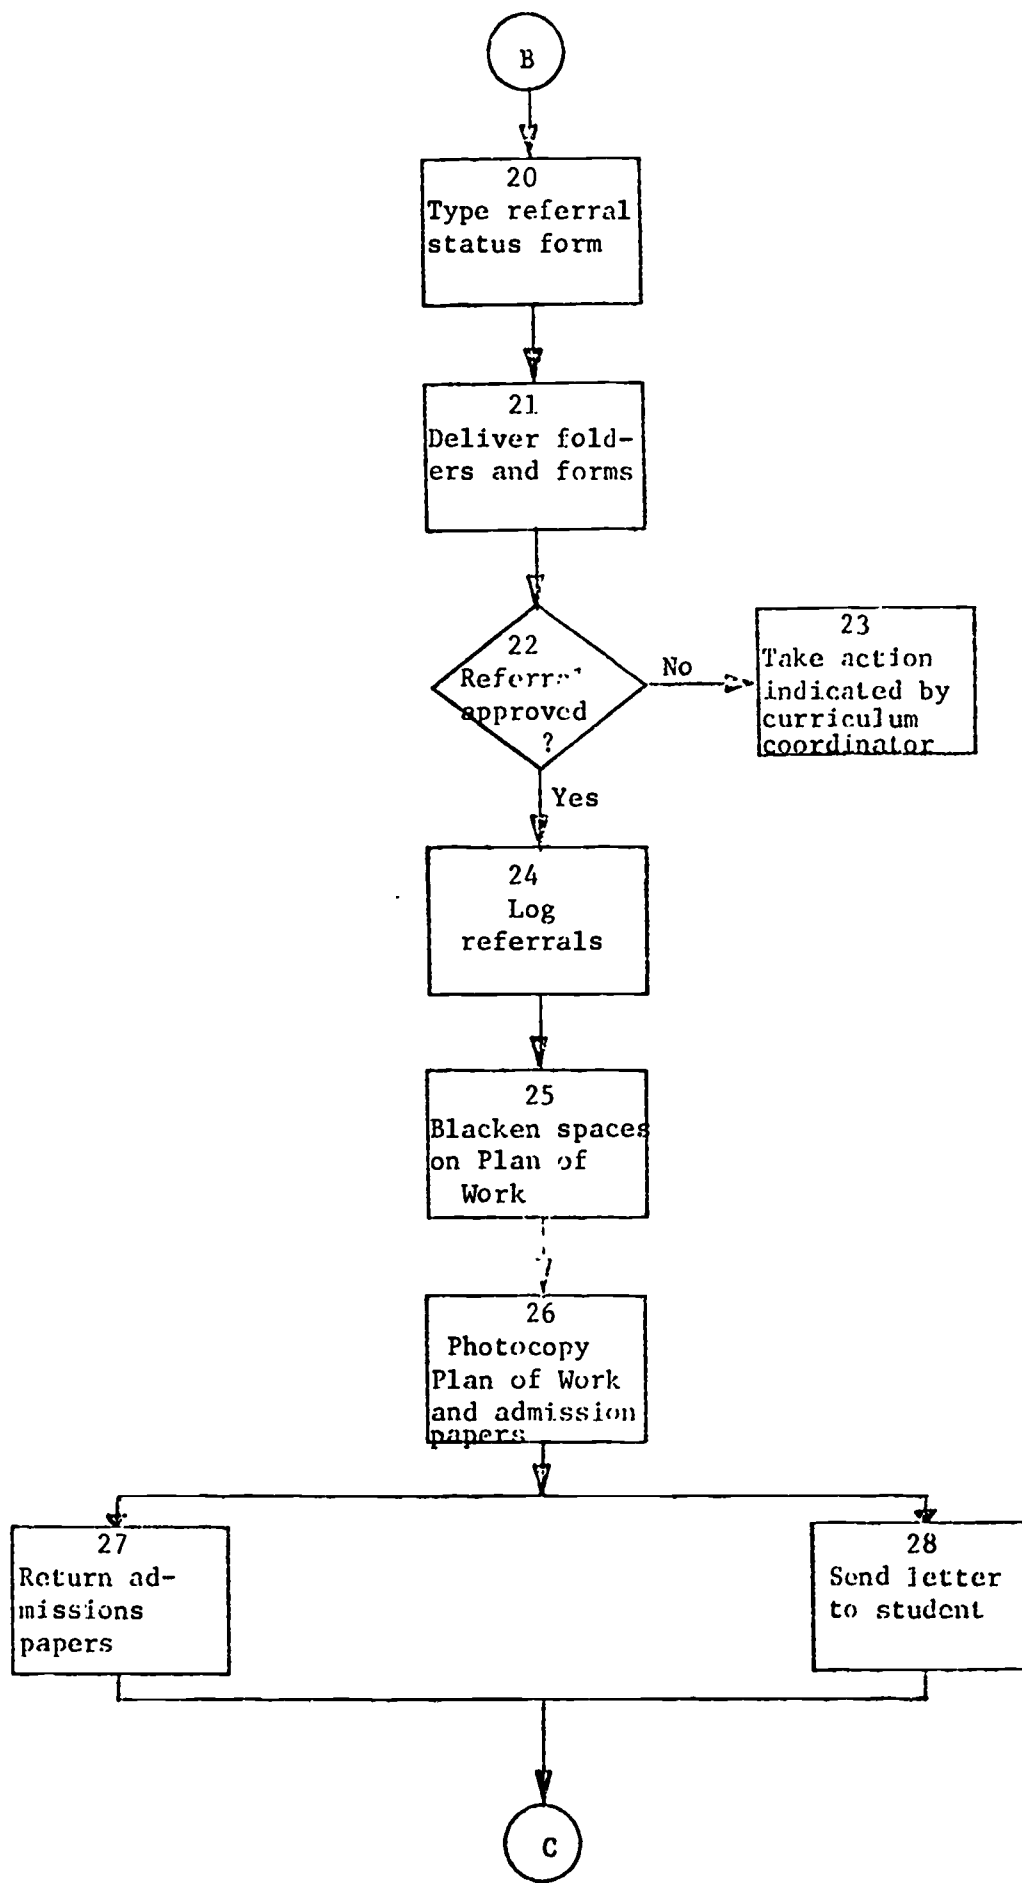 B
20
Type referral
status form
21
Deliver fold-
ers and forms
22
Referral
approved
?
No
23
Take action
indicated by
curriculum
coordinator
Yes
24
Log
referrals
25
Blacken spaces
on Plan of
Work
26
Photocopy
Plan of Work
and admission
papers
27
Return ad-
missions
papers
28
Send letter
to student
C